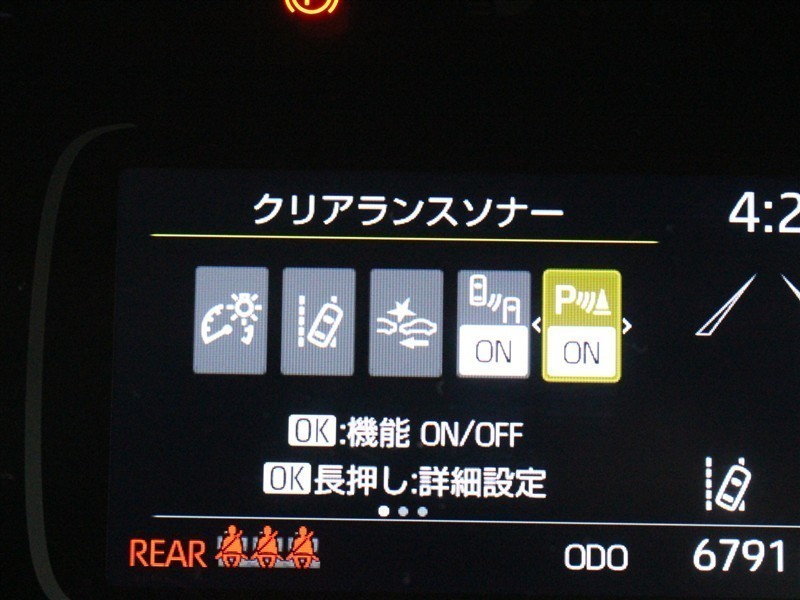 クリアランスソナー
4:2
P
ON ON
OK:機能 ON/OFF
OK長押し:詳細設定
REAR ODO 6791